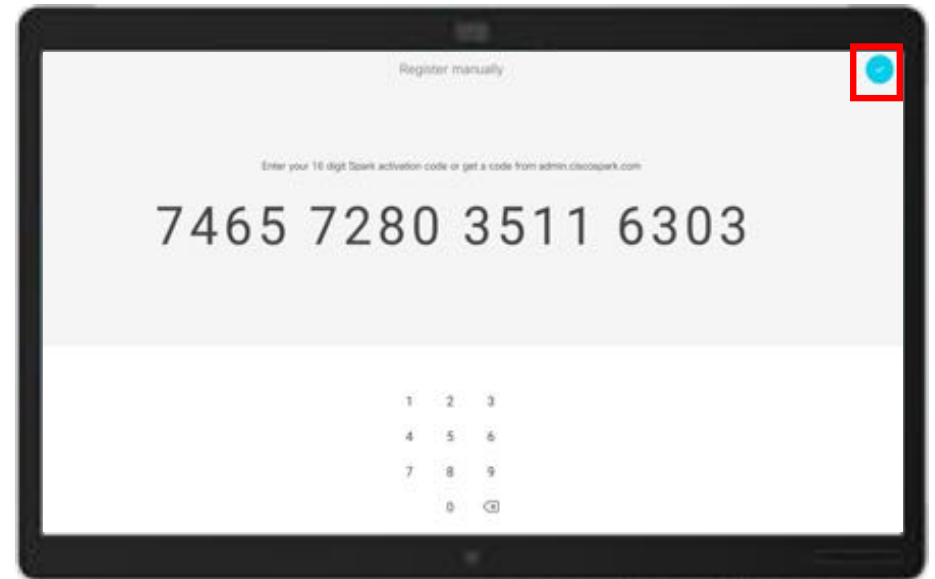 Register manually
Enter your 16 digit Spark activation code or get a code from admin.ciscospark.com
7465 7280 3511 6303
1 2 3
4 5 6
7 8 9
0